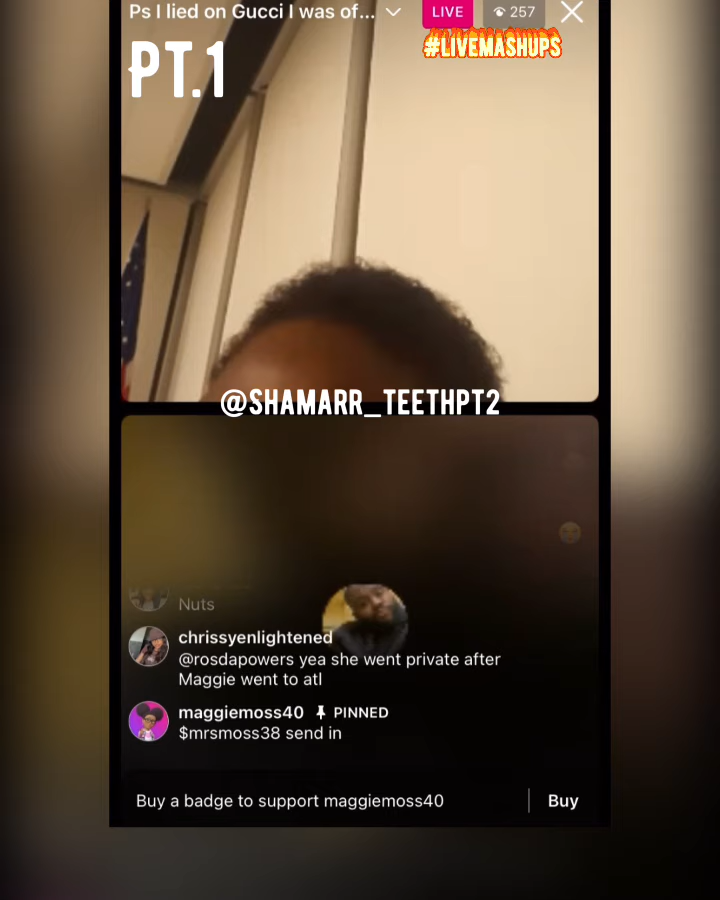 Ps I lied on Gucci I was of...
LIVE
257
#LIVEMASHUPS
PT.1
@SHAMARR_TEETHPT2
Nuts
chrissyenlightened
@rosdapowers yea she went private after
Maggie went to atl
maggiemoss40 PINNED
$mrsmoss38 send in
Buy a badge to support maggiemoss40
Buy